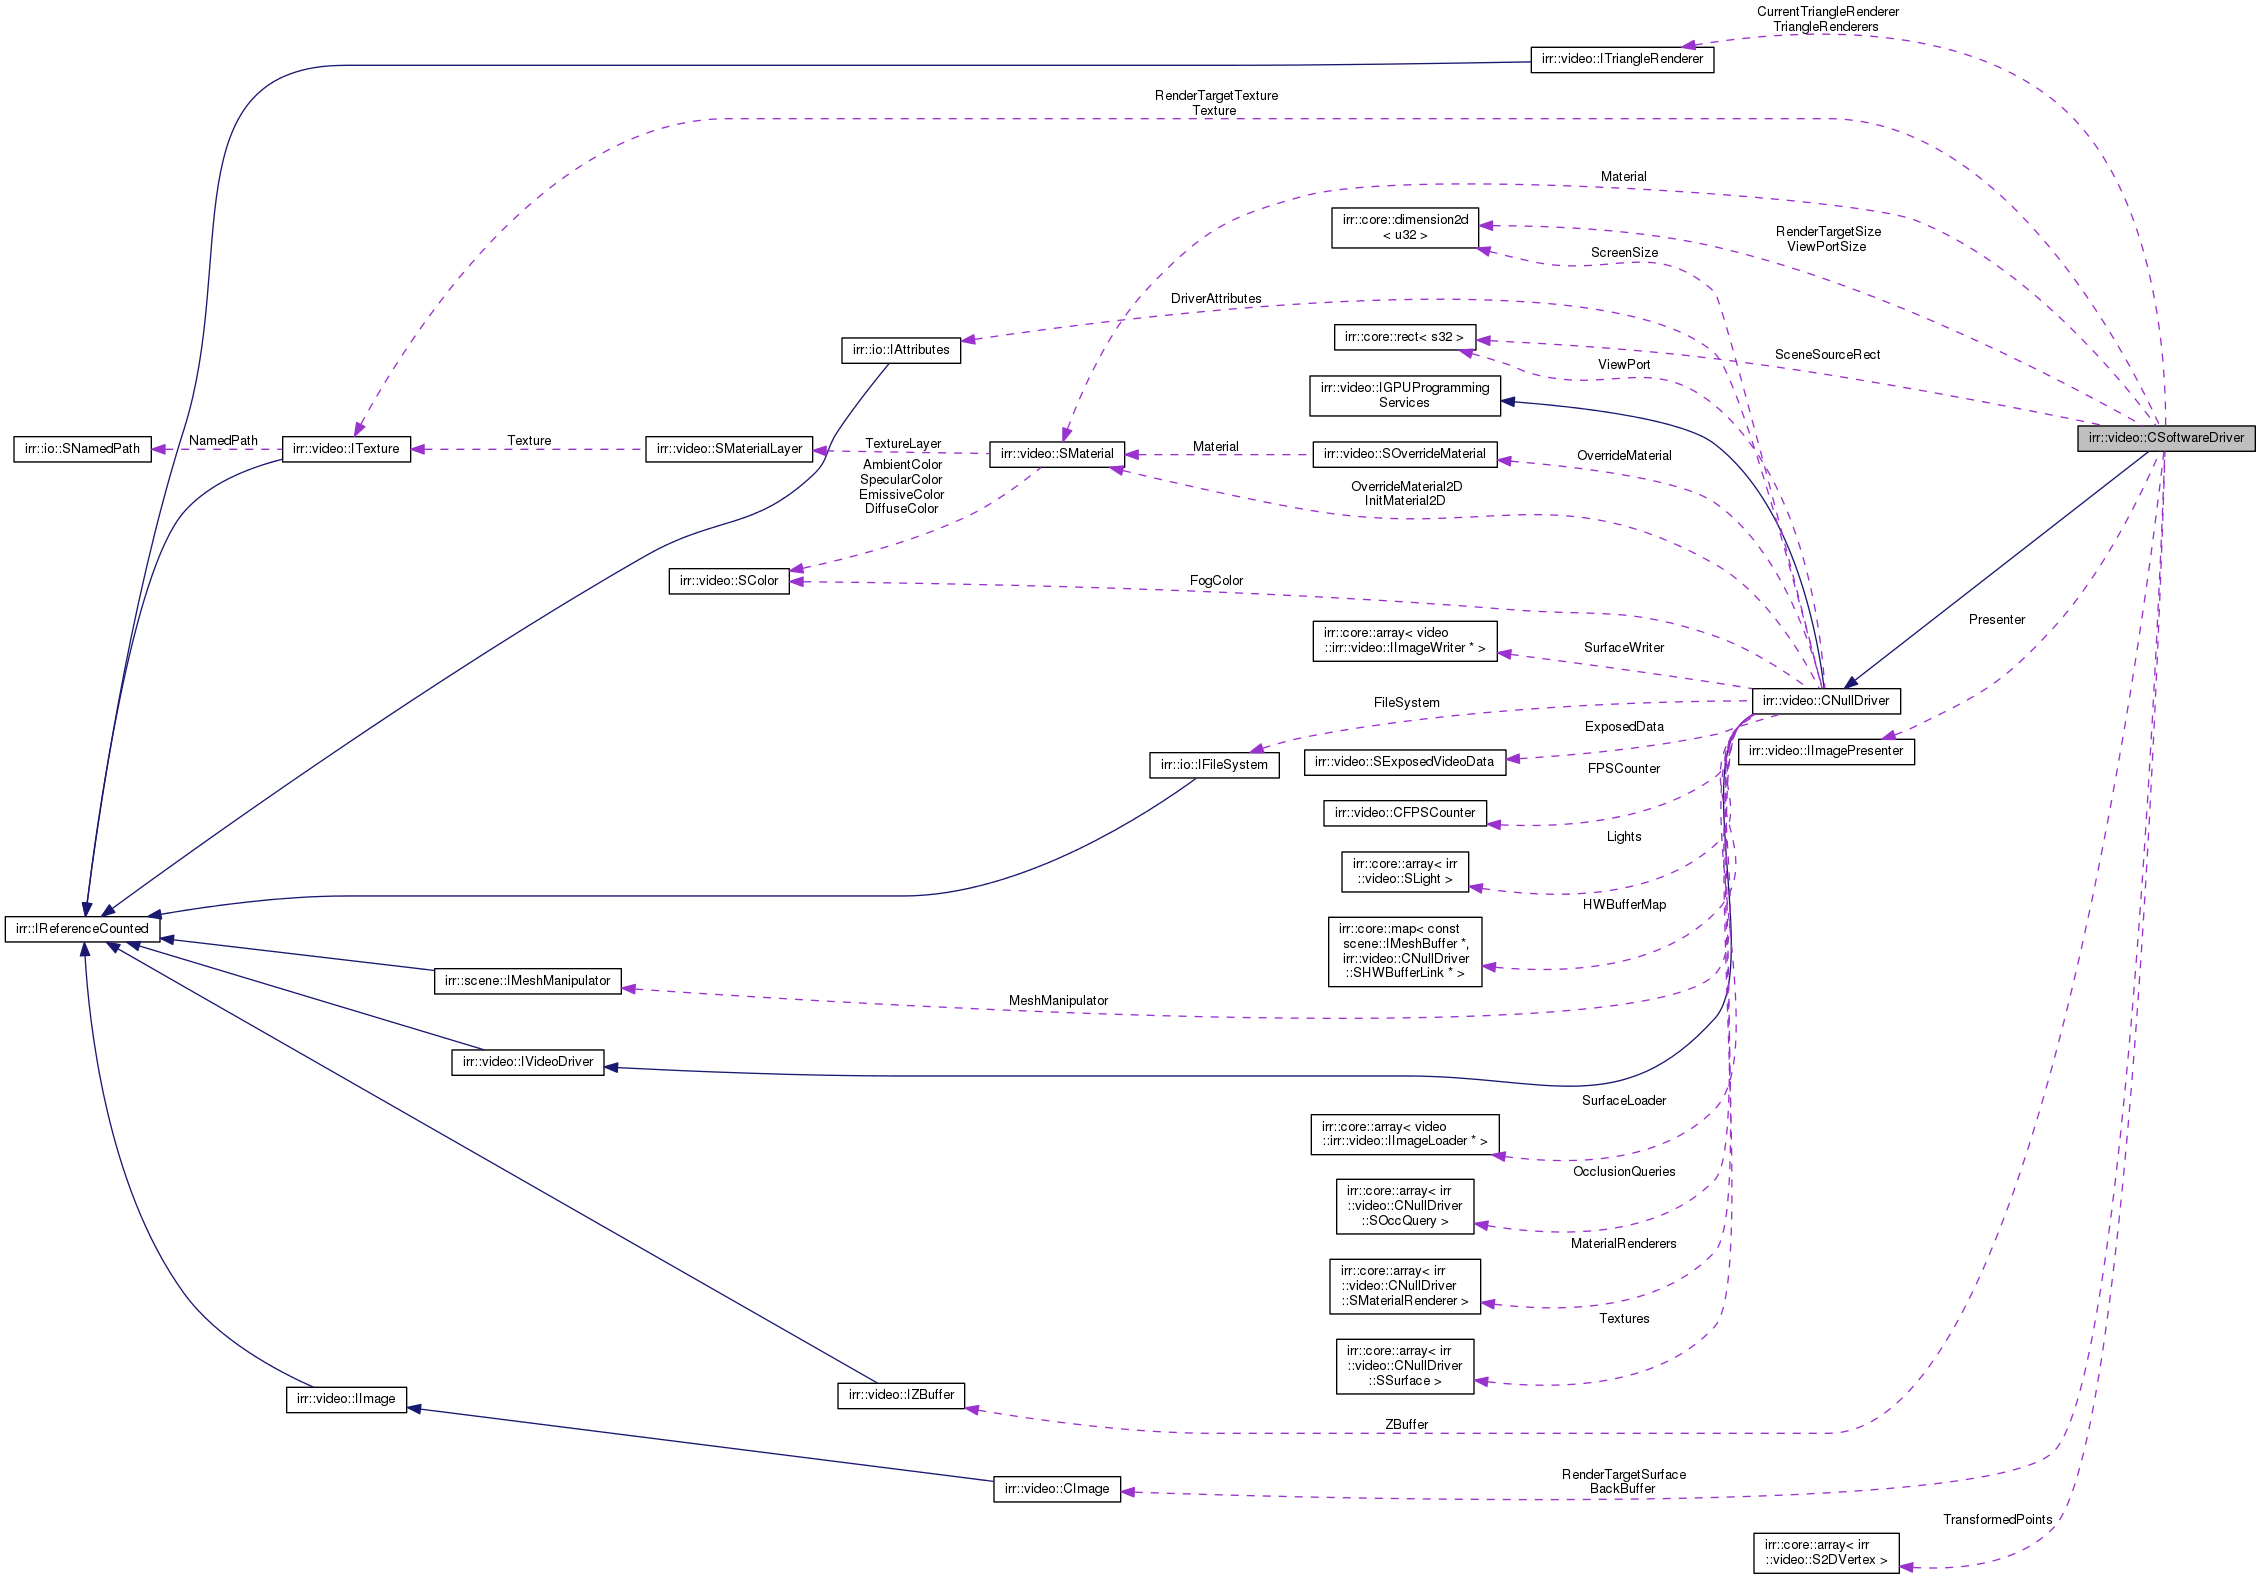 CurrentTriangleRenderer
TriangleRenderers
irr::video::ITriangleRenderer
RenderTargetTexture
Texture
Material
irr::core::dimension2d
< u32 >
RenderTargetSize
ViewPortSize
ScreenSize
DriverAttributes
irr::core::rect< s32 >
irr::io::IAttributes
SceneSourceRect
ViewPort
irr::video::IGPUProgramming
Services
irr::video::CSoftwareDriver
NamedPath
Texture
TextureLayer
Material
irr::io::SNamedPath
irr::video::ITexture
irr::video::SMaterialLayer
irr::video::SMaterial
irr::video::SOverrideMaterial
OverrideMaterial
AmbientColor
SpecularColor
EmissiveColor
DiffuseColor
OverrideMaterial2D
InitMaterial2D
irr::video::SColor
FogColor
Presenter
irr::core::array< video
::irr::video::IImageWriter * >
SurfaceWriter
FileSystem
irr::video::CNullDriver
ExposedData
irr::video::IImagePresenter
irr::io::IFileSystem
irr::video::SExposedVideoData
FPSCounter
irr::video::CFPSCounter
Lights
irr::core::array< irr
::video::SLight >
HWBufferMap
irr::IReferenceCounted
irr::core::map< const
scene::IMeshBuffer *,
irr::video::CNullDriver
::SHWBufferLink * >
irr::scene::IMeshManipulator
MeshManipulator
irr::video::IVideoDriver
SurfaceLoader
irr::core::array< video
::irr::video::IImageLoader * >
OcclusionQueries
irr::core::array< irr
::video::CNullDriver
::SOccQuery >
MaterialRenderers
irr::core::array< irr
::video::CNullDriver
::SMaterialRenderer >
Textures
irr::core::array< irr
::video::CNullDriver
::SSurface >
irr::video::IImage
irr::video::IZBuffer
ZBuffer
RenderTargetSurface
BackBuffer
irr::video::CImage
TransformedPoints
irr::core::array< irr
::video::S2DVertex >